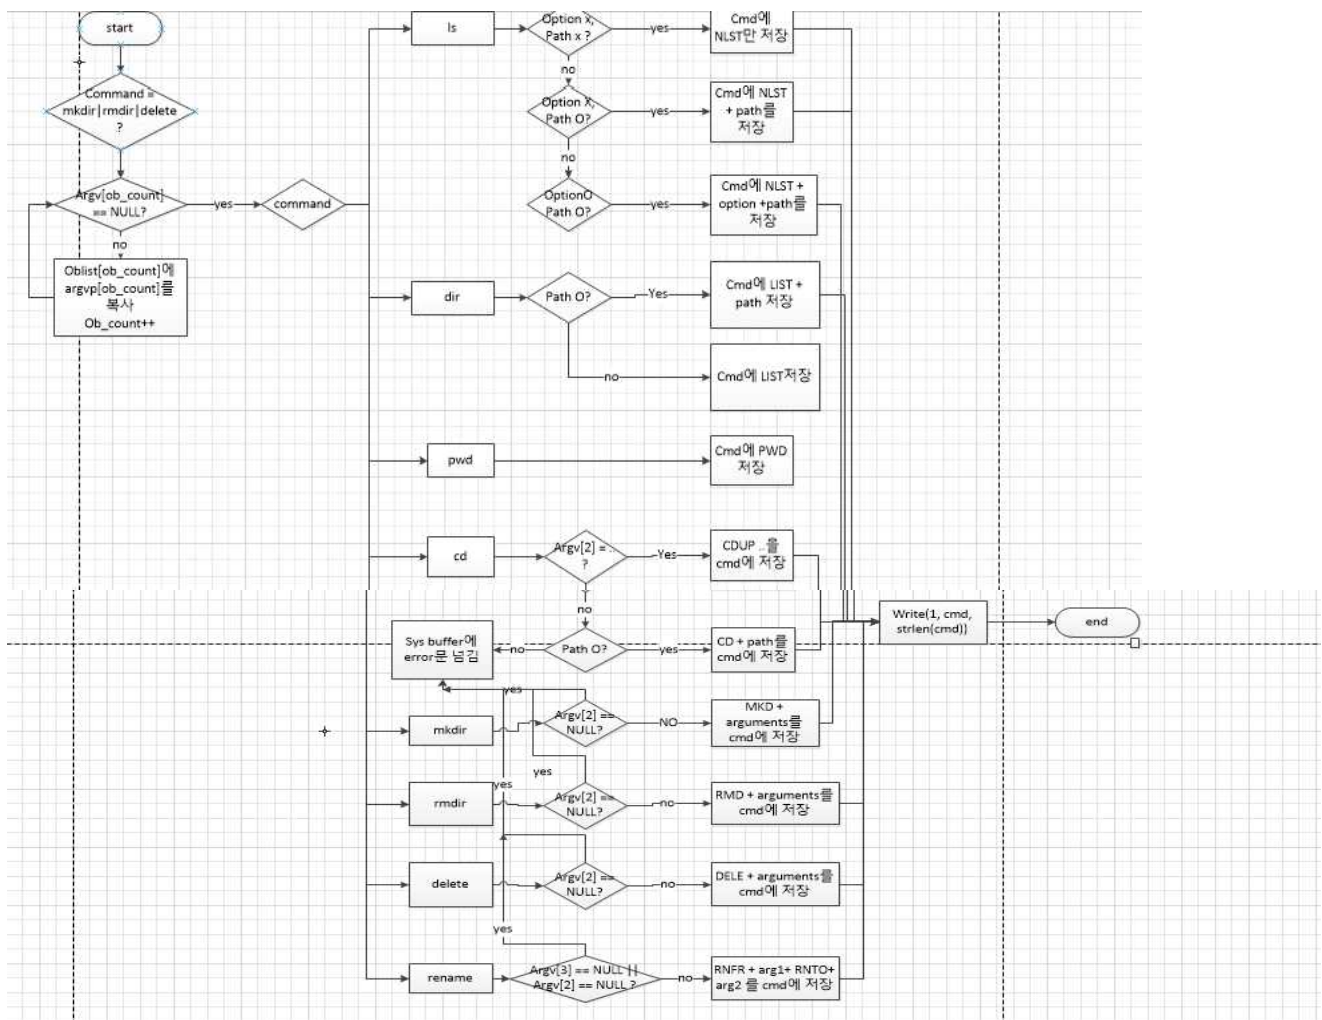 start
Command =
mkdir|rmdir|delete
?
Argv[ob_count]
== NULL?
yes
command
no
Oblist[ob_count]에
argvp[ob_count]를
복사
Ob_count++
ls
Option x,
Path x ?
yes
Cmd에
NLST만 저장
no
Option X,
Path O?
yes
Cmd에 NLST
+ path를
저장
no
OptionO
Path O?
yes
Cmd에 NLST +
option +path를
저장
dir
Path O?
Yes
Cmd에 LIST +
path 저장
no
Cmd에 LIST저장
pwd
Cmd에 PWD
저장
cd
Argv[2] = ..
?
Yes
CDUP ..을
cmd에 저장
no
Sys buffer에
error문 넘김
no
Path O?
yes
CD + path를
cmd에 저장
Write(1, cmd,
strlen(cmd))
end
yes
mkdir
Argv[2] ==
NULL?
NO
MKD +
arguments를
cmd에 저장
yes
yes
rmdir
Argv[2] ==
NULL?
no
RMD + arguments를
cmd에 저장
delete
Argv[2] ==
NULL?
no
DELE + arguments를
cmd에 저장
yes
rename
Argv[3] == NULL ||
Argv[2] == NULL ?
no
RNFR + arg1+ RNTO+
arg2 를 cmd에 저장